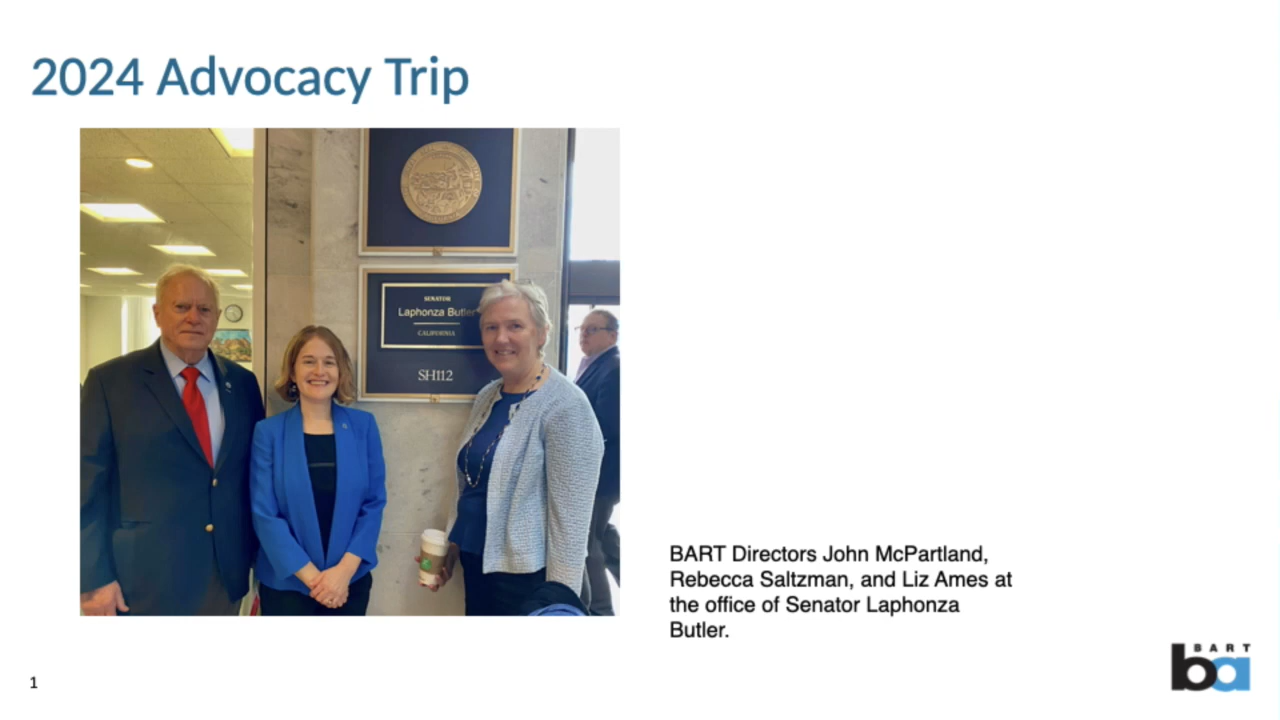 2024 Advocacy Trip
SENATOR
Laphonza Butler
CALIFORNIA
SH112
BART Directors John McPartland,
Rebecca Saltzman, and Liz Ames at
the office of Senator Laphonza
Butler.
BART
ba
1